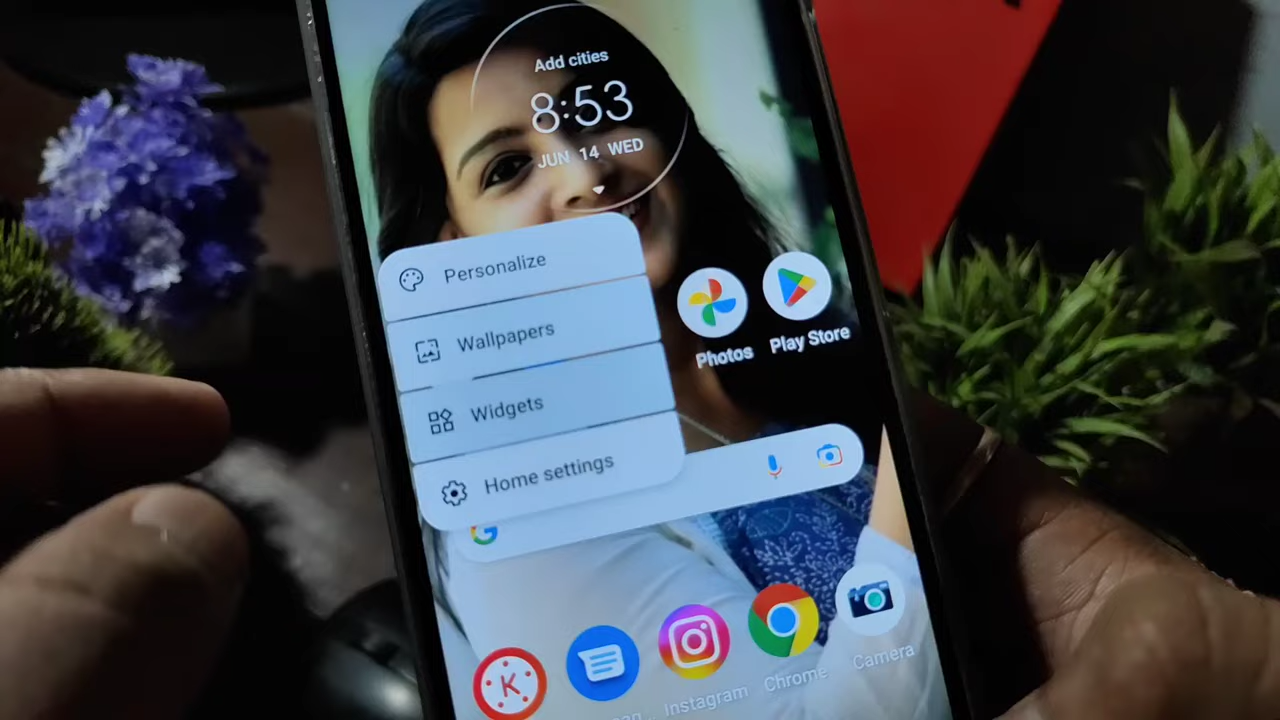 Add cities
8:53
JUN 14 WED
Personalize
Wallpapers
Widgets
Home settings
Photos
Play Store
K
Instagram
Chrome
Camera